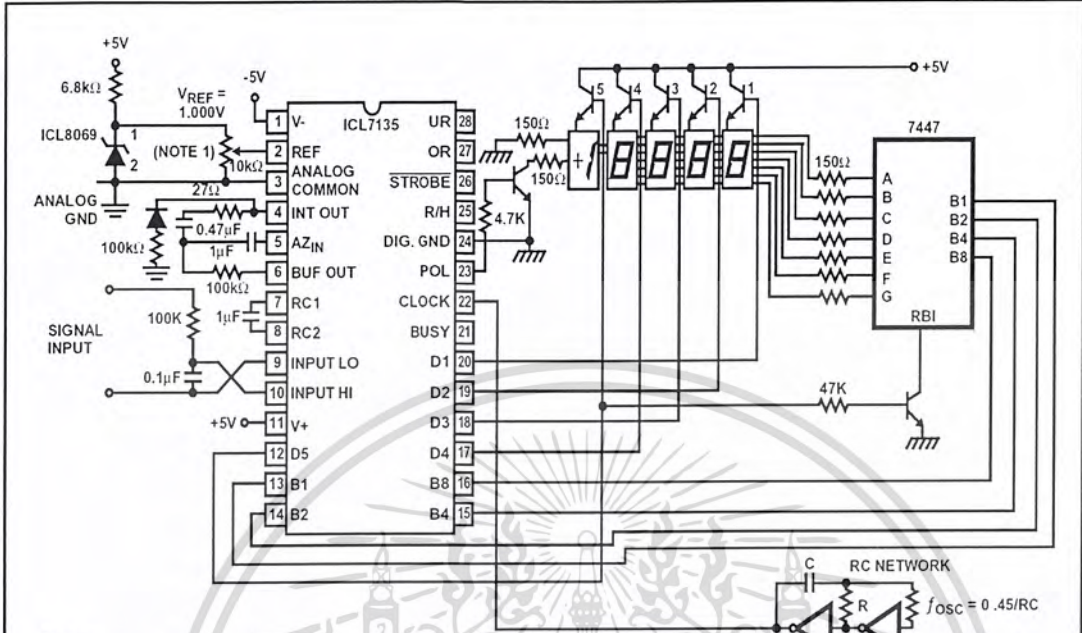 +5V
6.8kΩ
ICL8069
1
2
ANALOG
GND
VREF =
1.000V
(NOTE 1)
10kΩ
-5V
27Ω
0.47µF
100kΩ
1µF
100kΩ
1µF
SIGNAL
INPUT
100K
0.1µF
+5V
ICL7135
1 V-
2 REF
3 ANALOG
COMMON
4 INT OUT
5 AZIN
6 BUF OUT
7 RC1
8 RC2
9 INPUT LO
10 INPUT HI
11 V+
12 D5
13 B1
14 B2
UR 28
OR 27
STROBE 26
R/H 25
DIG. GND 24
POL 23
CLOCK 22
BUSY 21
D1 20
D2 19
D3 18
D4 17
B8 16
B4 15
150Ω
150Ω
4.7K
5
4
3
2
1
+5V
150Ω
7447
A
B
C
D
E
F
G
B1
B2
B4
B8
RBI
47K
C
RC NETWORK
R
fOSC = 0 .45/RC